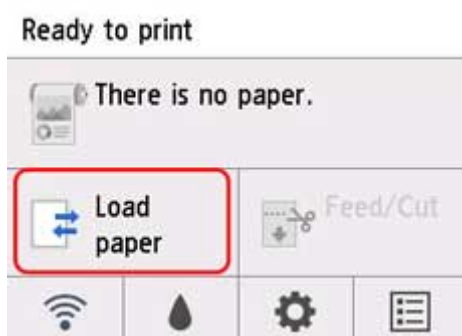 Ready to print
There is no paper.
Load
paper
Feed/Cut